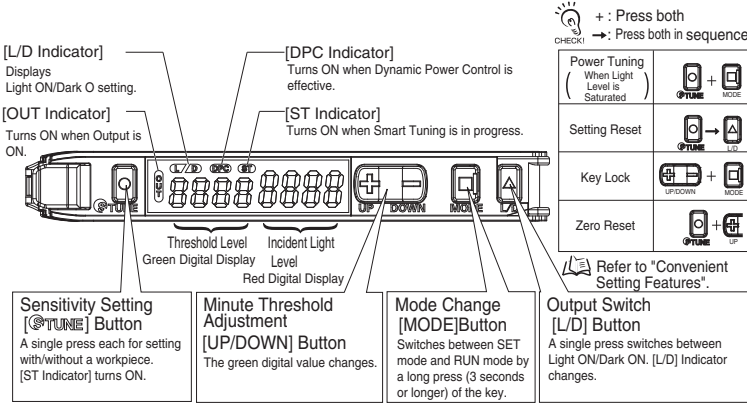 + : Press both
CHECK! → : Press both in sequence
[L/D Indicator]
Displays
Light ON/Dark O setting.
[DPC Indicator]
Turns ON when Dynamic Power Control is
effective.
[OUT Indicator]
Turns ON when Output is
ON.
[ST Indicator]
Turns ON when Smart Tuning is in progress.
Power Tuning
( When Light
Level is
Saturated )
TUNE + MODE
Setting Reset
TUNE → L/D
Key Lock
UP/DOWN + MODE
Zero Reset
TUNE + UP
OUT
L/D DPC ST
8888 8888
TUNE UP DOWN MODE L/D
Threshold Level
Green Digital Display
Incident Light
Level
Red Digital Display
Refer to "Convenient
Setting Features".
Sensitivity Setting
[TUNE] Button
A single press each for setting
with/without a workpiece.
[ST Indicator] turns ON.
Minute Threshold
Adjustment
[UP/DOWN] Button
The green digital value changes.
Mode Change
[MODE]Button
Switches between SET
mode and RUN mode by
a long press (3 seconds
or longer) of the key.
Output Switch
[L/D] Button
A single press switches between
Light ON/Dark ON. [L/D] Indicator
changes.